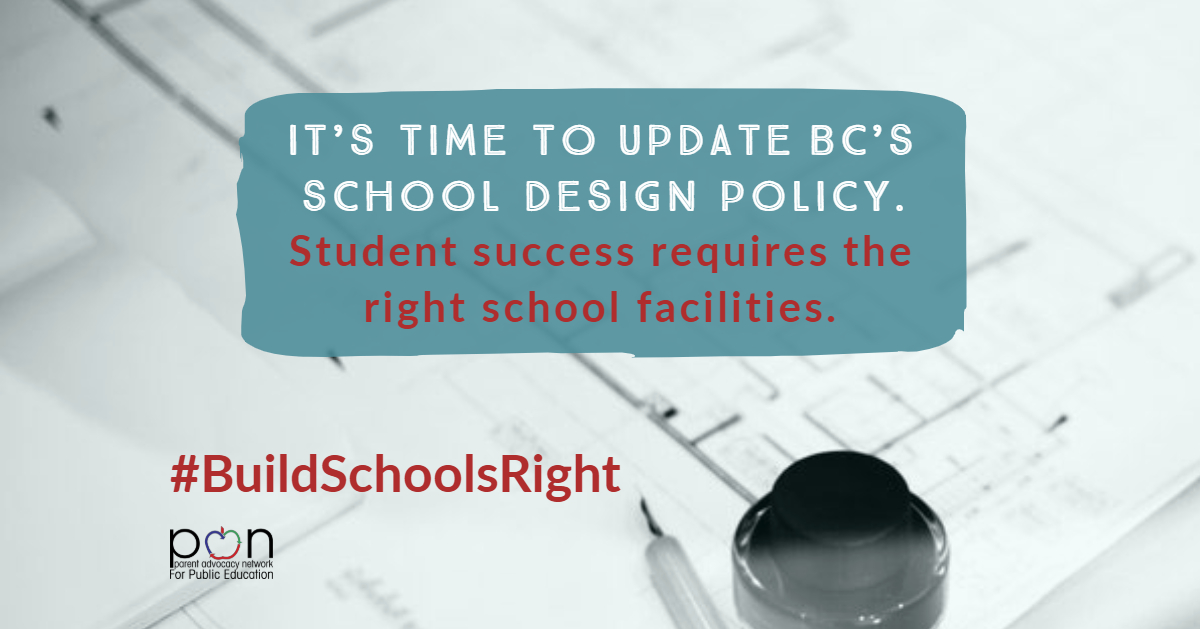 IT'S TIME TO UPDATE BC'S
SCHOOL DESIGN POLICY.
Student success requires the
right school facilities.
#BuildSchoolsRight
pan
parent advocacy network
For Public Education